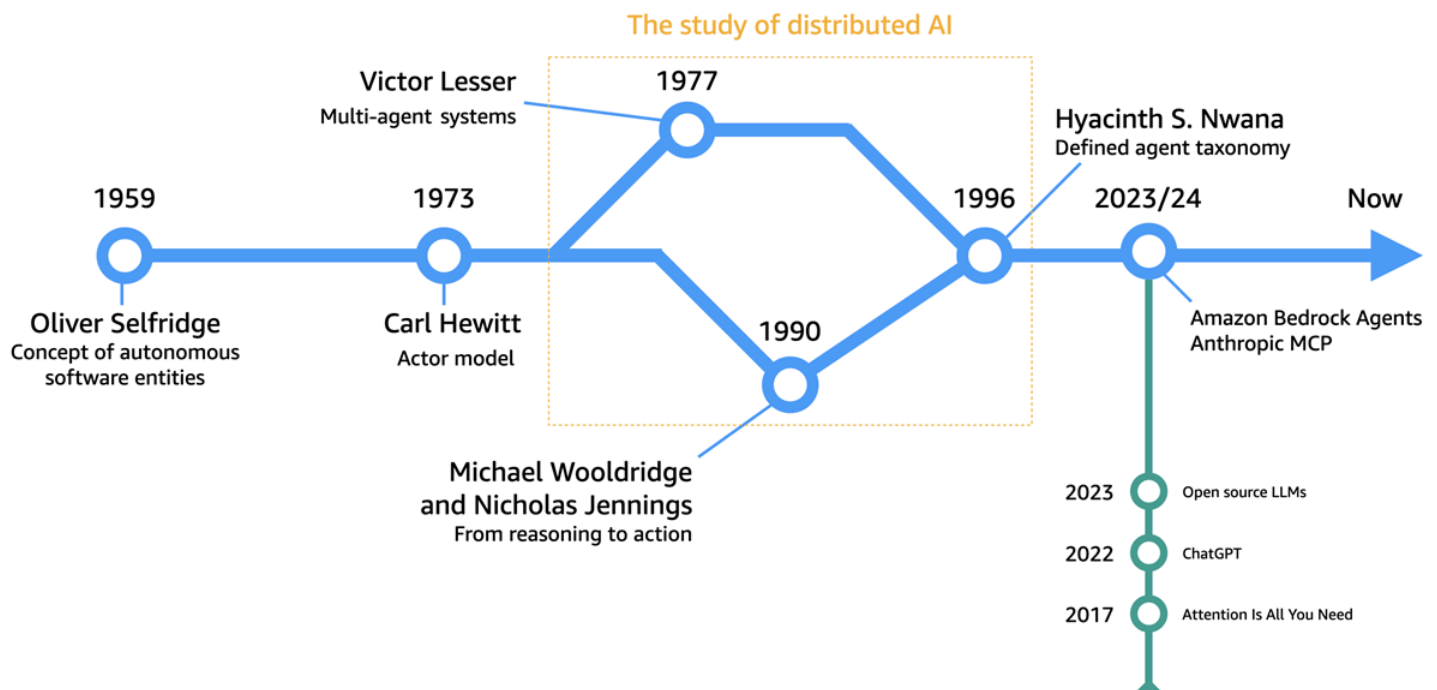 The study of distributed AI
Victor Lesser
Multi-agent systems
1977
Hyacinth S. Nwana
Defined agent taxonomy
1959
1973
1996
2023/24
Now
Oliver Selfridge
Concept of autonomous
software entities
Carl Hewitt
Actor model
1990
Amazon Bedrock Agents
Anthropic MCP
Michael Wooldridge
and Nicholas Jennings
From reasoning to action
2023
Open source LLMs
2022
ChatGPT
2017
Attention Is All You Need